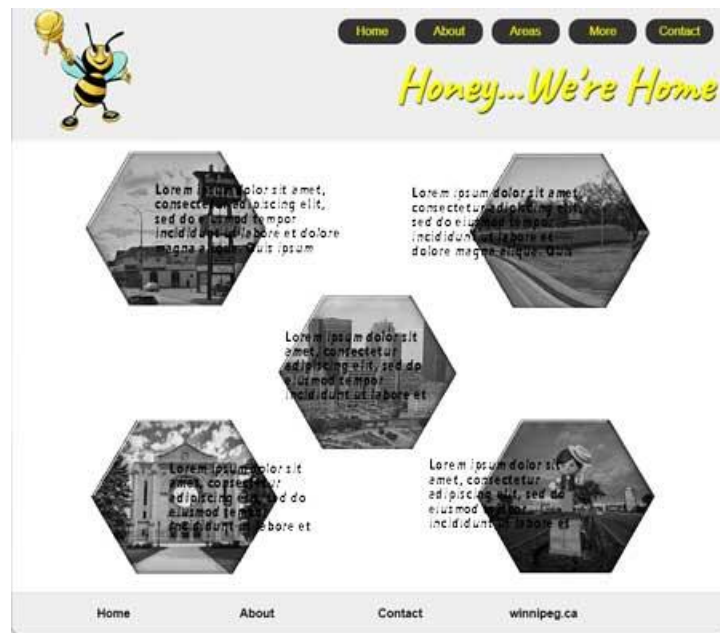 Home About Areas More Contact
Honey...We're Home
Lorem ipsum dolor sit amet,
consectetur adipiscing elit,
sed do eiusmod tempor
incididunt ut labore et dolore
magna aliqua. Quis ipsum
Lorem ipsum dolor sit amet,
consectetur adipiscing elit,
sed do eiusmod tempor
incididunt ut labore et
dolore magna aliqua. Quis
Lorem ipsum dolor sit
amet, consectetur
adipiscing elit, sed do
eiusmod tempor
incididunt ut labore et
Lorem ipsum dolor sit
amet, consectetur
adipiscing elit, sed do
eiusmod tempor
incididunt ut labore et
Lorem ipsum dolor sit
amet, consectetur
adipiscing elit, sed do
eiusmod tempor
incididunt ut labore et
Home About Contact winnipeg.ca